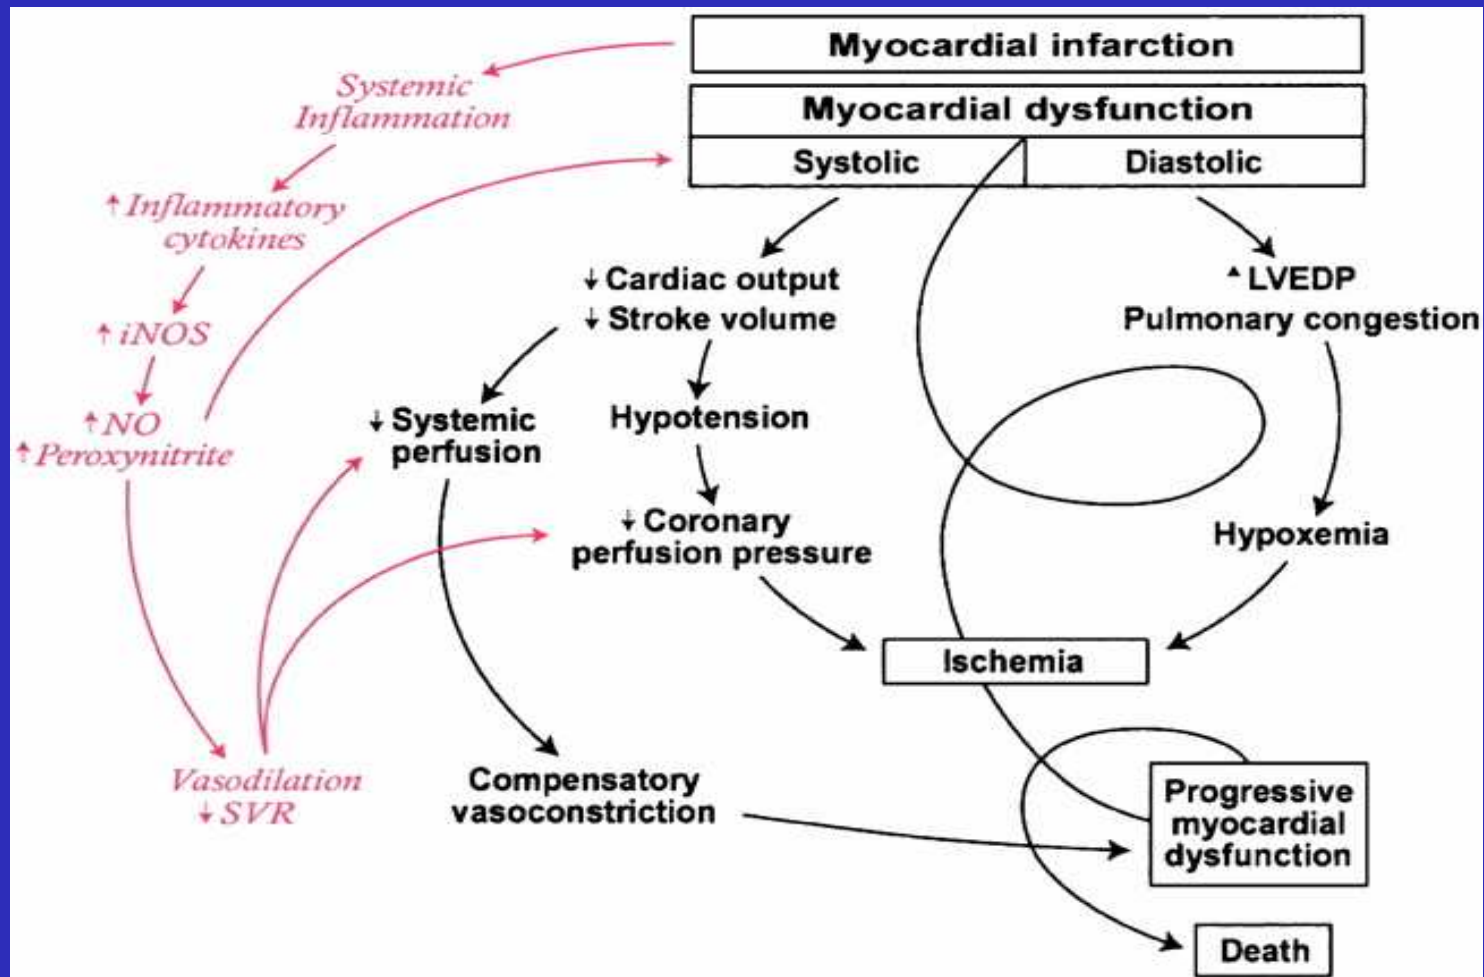 Myocardial infarction
Myocardial dysfunction
Systolic
Diastolic
Systemic
Inflammation
↑ Inflammatory
cytokines
↑ iNOS
↑ NO
↑ Peroxynitrite
Vasodilation
↓ SVR
↓ Cardiac output
↓ Stroke volume
↓ Systemic
perfusion
Hypotension
↓ Coronary
perfusion pressure
▲ LVEDP
Pulmonary congestion
Hypoxemia
Ischemia
Compensatory
vasoconstriction
Progressive
myocardial
dysfunction
Death